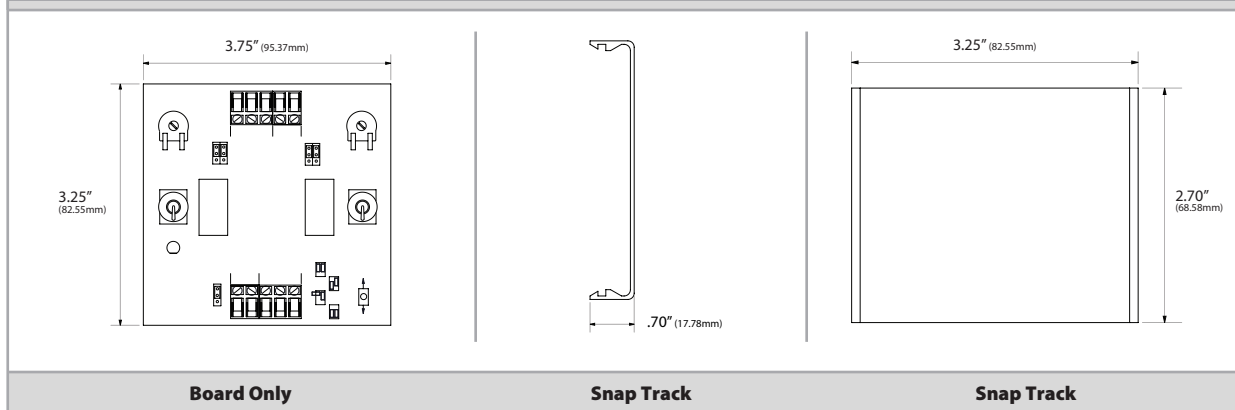 3.75" (95.37mm)
3.25"
(82.55mm)
.70" (17.78mm)
3.25" (82.55mm)
2.70"
(68.58mm)
Board Only
Snap Track
Snap Track